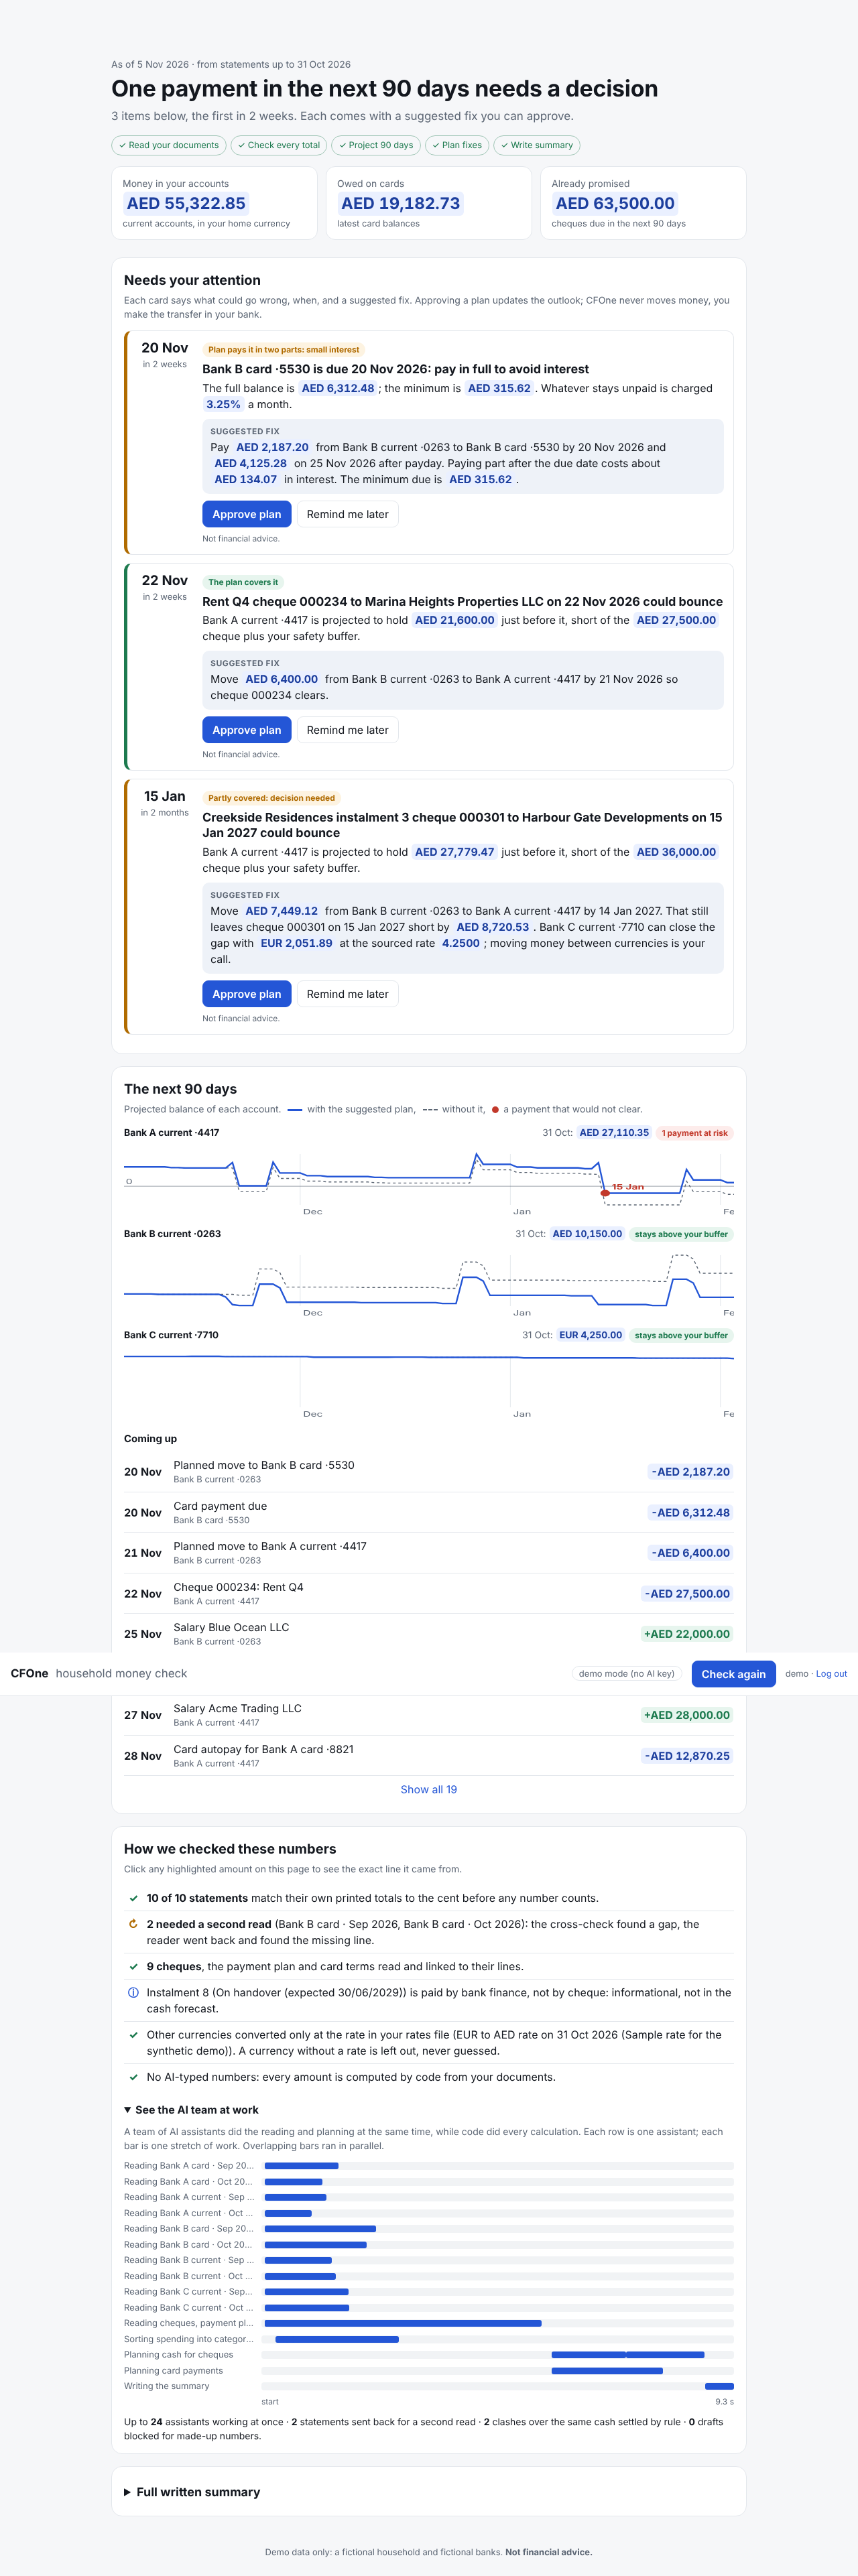 As of 5 Nov 2026 · from statements up to 31 Oct 2026
One payment in the next 90 days needs a decision
3 items below, the first in 2 weeks. Each comes with a suggested fix you can approve.
✓ Read your documents ✓ Check every total ✓ Project 90 days ✓ Plan fixes ✓ Write summary
Money in your accounts
AED 55,322.85
current accounts, in your home currency
Owed on cards
AED 19,182.73
latest card balances
Already promised
AED 63,500.00
cheques due in the next 90 days
Needs your attention
Each card says what could go wrong, when, and a suggested fix. Approving a plan updates the outlook; CFOne never moves money, you
make the transfer in your bank.
20 Nov
in 2 weeks
Plan pays it in two parts: small interest
Bank B card ·5530 is due 20 Nov 2026: pay in full to avoid interest
The full balance is AED 6,312.48 ; the minimum is AED 315.62 . Whatever stays unpaid is charged
3.25% a month.
SUGGESTED FIX
Pay AED 2,187.20 from Bank B current ·0263 to Bank B card ·5530 by 20 Nov 2026 and
AED 4,125.28 on 25 Nov 2026 after payday. Paying part after the due date costs about
AED 134.07 in interest. The minimum due is AED 315.62 .
Approve plan Remind me later
Not financial advice.
22 Nov
in 2 weeks
The plan covers it
Rent Q4 cheque 000234 to Marina Heights Properties LLC on 22 Nov 2026 could bounce
Bank A current ·4417 is projected to hold AED 21,600.00 just before it, short of the AED 27,500.00
cheque plus your safety buffer.
SUGGESTED FIX
Move AED 6,400.00 from Bank B current ·0263 to Bank A current ·4417 by 21 Nov 2026 so
cheque 000234 clears.
Approve plan Remind me later
Not financial advice.
15 Jan
in 2 months
Partly covered: decision needed
Creekside Residences instalment 3 cheque 000301 to Harbour Gate Developments on 15
Jan 2027 could bounce
Bank A current ·4417 is projected to hold AED 27,779.47 just before it, short of the AED 36,000.00
cheque plus your safety buffer.
SUGGESTED FIX
Move AED 7,449.12 from Bank B current ·0263 to Bank A current ·4417 by 14 Jan 2027. That still
leaves cheque 000301 on 15 Jan 2027 short by AED 8,720.53 . Bank C current ·7710 can close the
gap with EUR 2,051.89 at the sourced rate 4.2500 ; moving money between currencies is your
call.
Approve plan Remind me later
Not financial advice.
The next 90 days
Projected balance of each account. with the suggested plan, without it, a payment that would not clear.
Bank A current ·4417 31 Oct: AED 27,110.35 1 payment at risk
0
15 Jan
Dec Jan Fe
Bank B current ·0263 31 Oct: AED 10,150.00 stays above your buffer
Dec Jan Fe
Bank C current ·7710 31 Oct: EUR 4,250.00 stays above your buffer
Dec Jan Fe
Coming up
20 Nov Planned move to Bank B card ·5530 -AED 2,187.20
Bank B current ·0263
20 Nov Card payment due -AED 6,312.48
Bank B card ·5530
21 Nov Planned move to Bank A current ·4417 -AED 6,400.00
Bank B current ·0263
22 Nov Cheque 000234: Rent Q4 -AED 27,500.00
Bank A current ·4417
25 Nov Salary Blue Ocean LLC +AED 22,000.00
Bank B current ·0263
CFOne household money check demo mode (no AI key) Check again demo · Log out
27 Nov Salary Acme Trading LLC +AED 28,000.00
Bank A current ·4417
28 Nov Card autopay for Bank A card ·8821 -AED 12,870.25
Bank A current ·4417
Show all 19
How we checked these numbers
Click any highlighted amount on this page to see the exact line it came from.
✓ 10 of 10 statements match their own printed totals to the cent before any number counts.
↻ 2 needed a second read (Bank B card · Sep 2026, Bank B card · Oct 2026): the cross-check found a gap, the
reader went back and found the missing line.
✓ 9 cheques, the payment plan and card terms read and linked to their lines.
ⓘ Instalment 8 (On handover (expected 30/06/2029)) is paid by bank finance, not by cheque: informational, not in the
cash forecast.
✓ Other currencies converted only at the rate in your rates file (EUR to AED rate on 31 Oct 2026 (Sample rate for the
synthetic demo)). A currency without a rate is left out, never guessed.
✓ No AI-typed numbers: every amount is computed by code from your documents.
▼ See the AI team at work
A team of AI assistants did the reading and planning at the same time, while code did every calculation. Each row is one assistant; each
bar is one stretch of work. Overlapping bars ran in parallel.
Reading Bank A card · Sep 20...
Reading Bank A card · Oct 20...
Reading Bank A current · Sep ...
Reading Bank A current · Oct ...
Reading Bank B card · Sep 20...
Reading Bank B card · Oct 20...
Reading Bank B current · Sep ...
Reading Bank B current · Oct ...
Reading Bank C current · Sep...
Reading Bank C current · Oct ...
Reading cheques, payment pl...
Sorting spending into categor...
Planning cash for cheques
Planning card payments
Writing the summary
start 9.3 s
Up to 24 assistants working at once · 2 statements sent back for a second read · 2 clashes over the same cash settled by rule · 0 drafts
blocked for made-up numbers.
▶ Full written summary
Demo data only: a fictional household and fictional banks. Not financial advice.